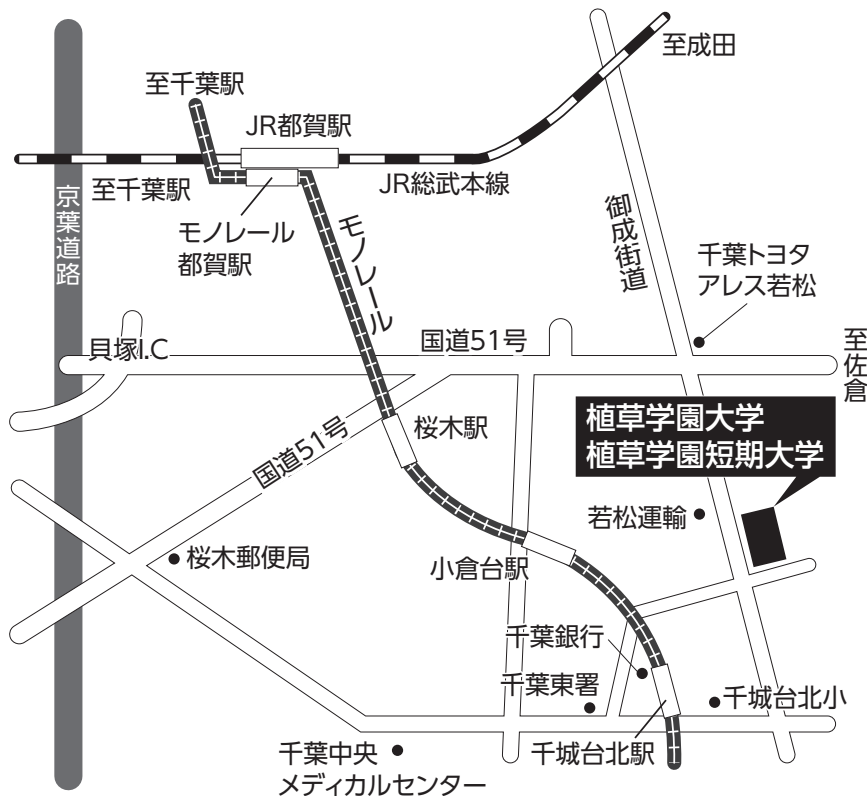 至成田
至千葉駅
JR都賀駅
至千葉駅
JR総武本線
京葉道路
モノレール
都賀駅
モノレール
御成街道
千葉トヨタ
アレス若松
貝塚I.C
国道51号
至佐倉
植草学園大学
植草学園短期大学
桜木駅
国道51号
若松運輸
桜木郵便局
小倉台駅
千葉銀行
千葉東署
千城台北小
千葉中央
メディカルセンター
千城台北駅